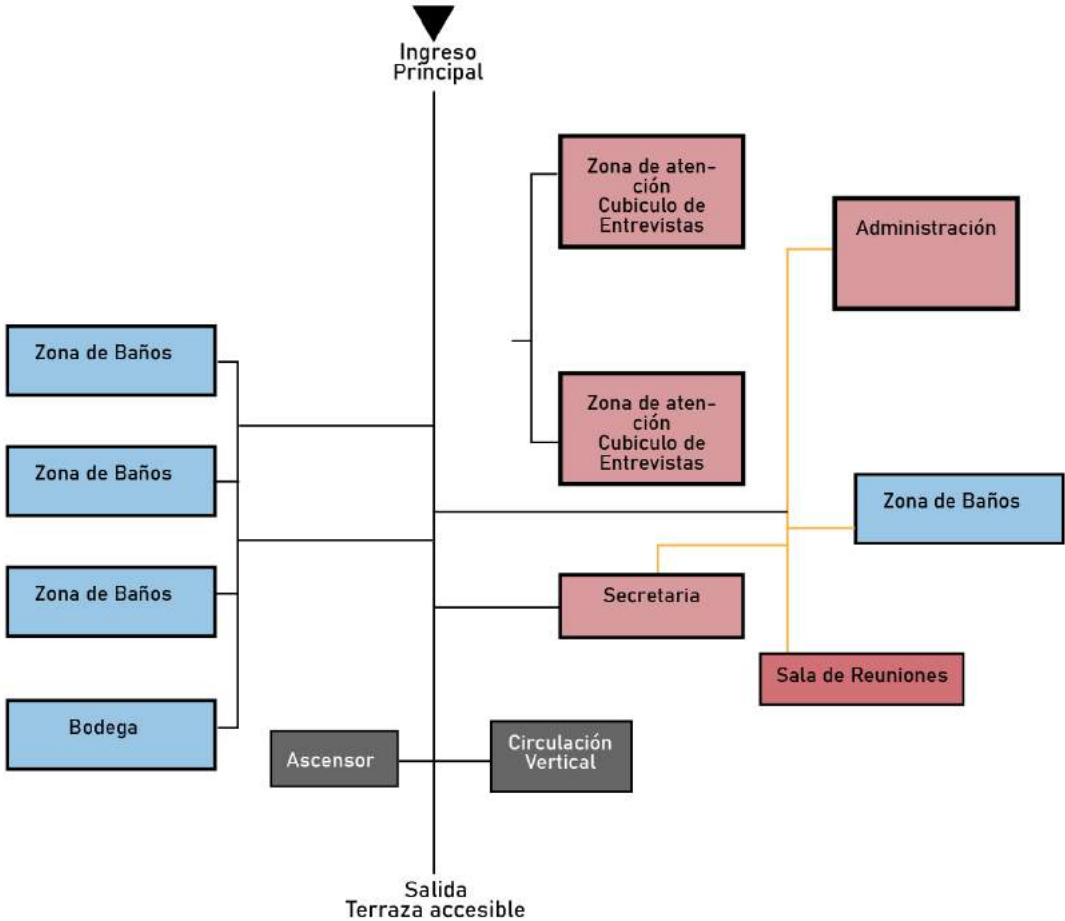 Ingreso
Principal
Zona de aten-
ción
Cubiculo de
Entrevistas
Administración
Zona de Baños
Zona de aten-
ción
Cubiculo de
Entrevistas
Zona de Baños
Zona de Baños
Zona de Baños
Secretaria
Sala de Reuniones
Bodega
Ascensor
Circulación
Vertical
Salida
Terraza accesible